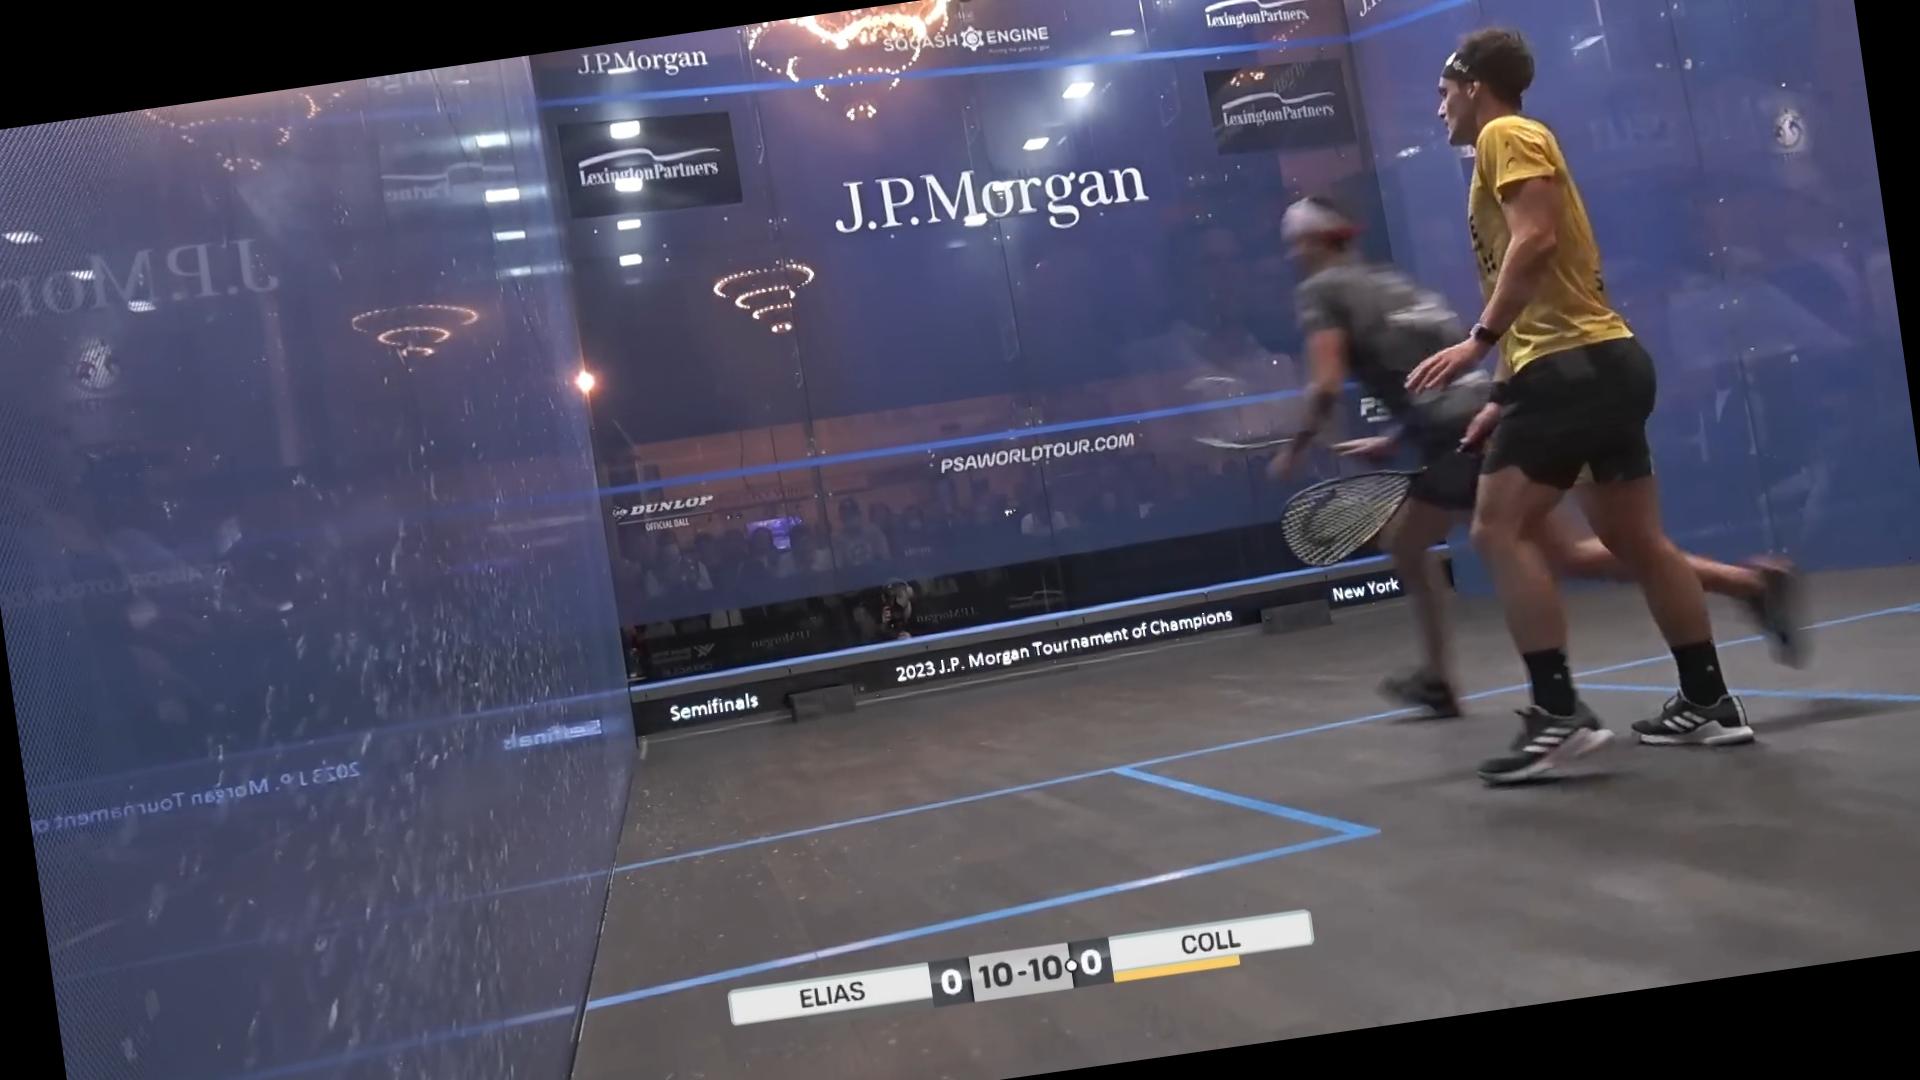 J.P.Morgan
SQUASH ENGINE
LexingtonPartners
LexingtonPartners
LexingtonPartners
J.P.Morgan
PSAWORLDTOUR.COM
DUNLOP
OFFICIAL BALL
New York
2023 J.P. Morgan Tournament of Champions
Semifinals
ELIAS 0 10-10 0 COLL